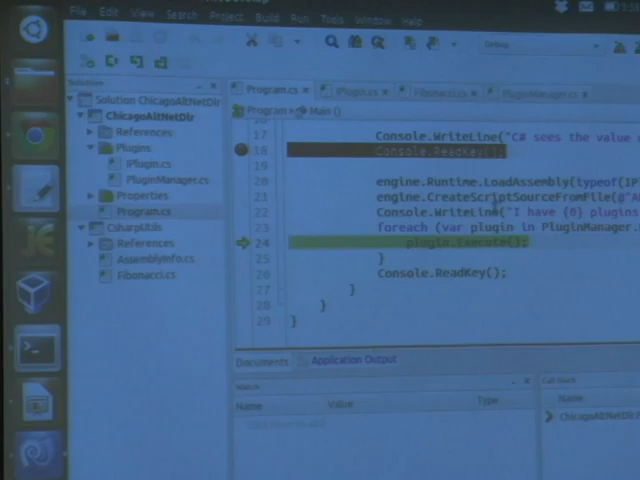 File Edit View Search Project Build Run Tools Window Help
Debug
Solution
Solution ChicagoAltNetDlr
ChicagoAltNetDlr
References
Plugins
IPlugin.cs
PluginManager.cs
Properties
Program.cs
CsharpUtils
References
AssemblyInfo.cs
Fibonacci.cs
Program.cs IPlugin.cs Fibonacci.cs PluginManager.cs
Program Main ()
17 Console.WriteLine("C# sees the value
18 Console.ReadKey();
19
20 engine.Runtime.LoadAssembly(typeof(IP
21 engine.CreateScriptSourceFromFile(@"A
22 Console.WriteLine("I have {0} plugins
23 foreach (var plugin in PluginManager.
24 plugin.Execute();
25 }
26 Console.ReadKey();
27 }
28 }
29 }
Documents Application Output
Watch
Name Value Type
Call Stack
Name
ChicagoAltNetDlr.